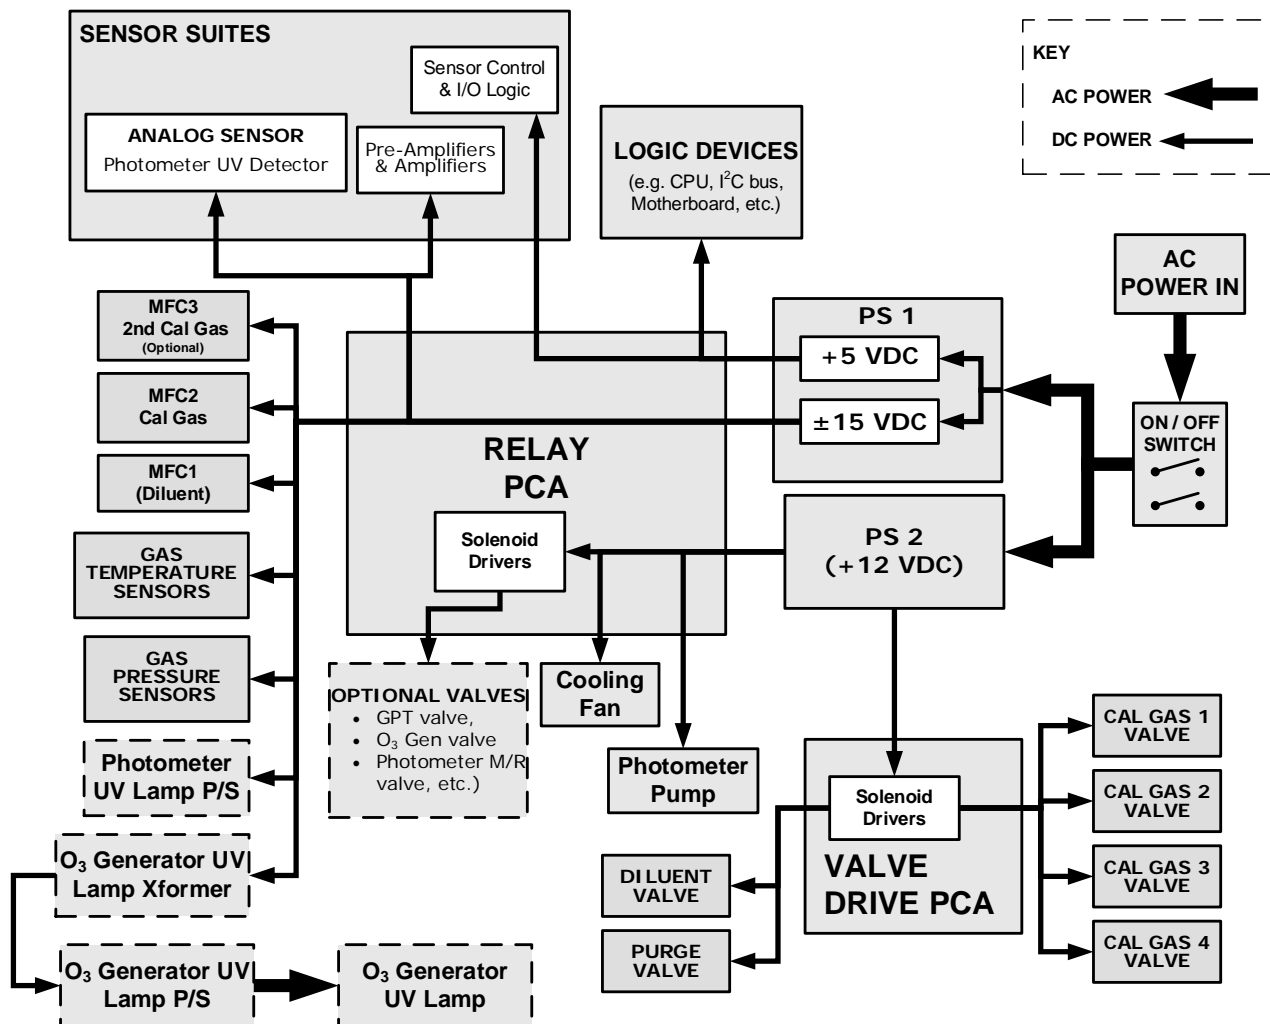 SENSOR SUITES
Sensor Control
& I/O Logic
ANALOG SENSOR
Photometer UV Detector
Pre-Amplifiers
& Amplifiers
LOGIC DEVICES
(e.g. CPU, I²C bus,
Motherboard, etc.)
KEY
AC POWER
DC POWER
AC
POWER IN
MFC3
2nd Cal Gas
(Optional)
MFC2
Cal Gas
MFC1
(Diluent)
GAS
TEMPERATURE
SENSORS
GAS
PRESSURE
SENSORS
Photometer
UV Lamp P/S
O₃ Generator UV
Lamp Xformer
O₃ Generator UV
Lamp P/S
O₃ Generator
UV Lamp
RELAY
PCA
Solenoid
Drivers
PS 1
+5 VDC
±15 VDC
ON / OFF
SWITCH
PS 2
(+12 VDC)
OPTIONAL VALVES
• GPT valve,
• O₃ Gen valve
• Photometer M/R
valve, etc.)
Cooling
Fan
Photometer
Pump
Solenoid
Drivers
VALVE
DRIVE PCA
DILUENT
VALVE
PURGE
VALVE
CAL GAS 1
VALVE
CAL GAS 2
VALVE
CAL GAS 3
VALVE
CAL GAS 4
VALVE